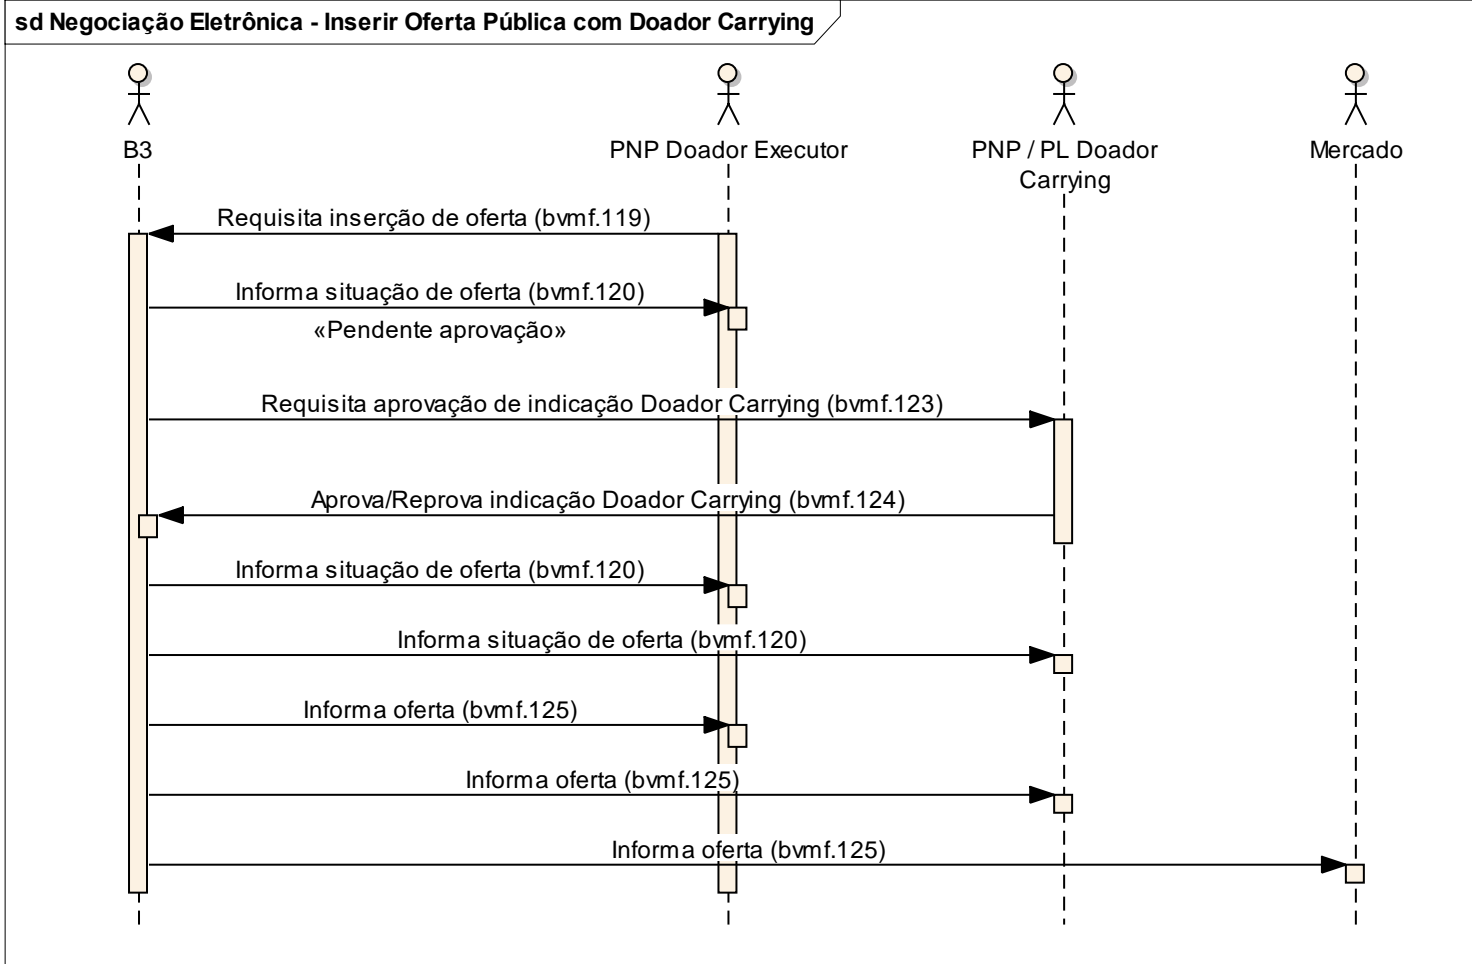 sd Negociação Eletrônica - Inserir Oferta Pública com Doador Carrying
B3
PNP Doador Executor
PNP / PL Doador
Carrying
Mercado
Requisita inserção de oferta (bvmf.119)
Informa situação de oferta (bvmf.120)
«Pendente aprovação»
Requisita aprovação de indicação Doador Carrying (bvmf.123)
Aprova/Reprova indicação Doador Carrying (bvmf.124)
Informa situação de oferta (bvmf.120)
Informa situação de oferta (bvmf.120)
Informa oferta (bvmf.125)
Informa oferta (bvmf.125)
Informa oferta (bvmf.125)